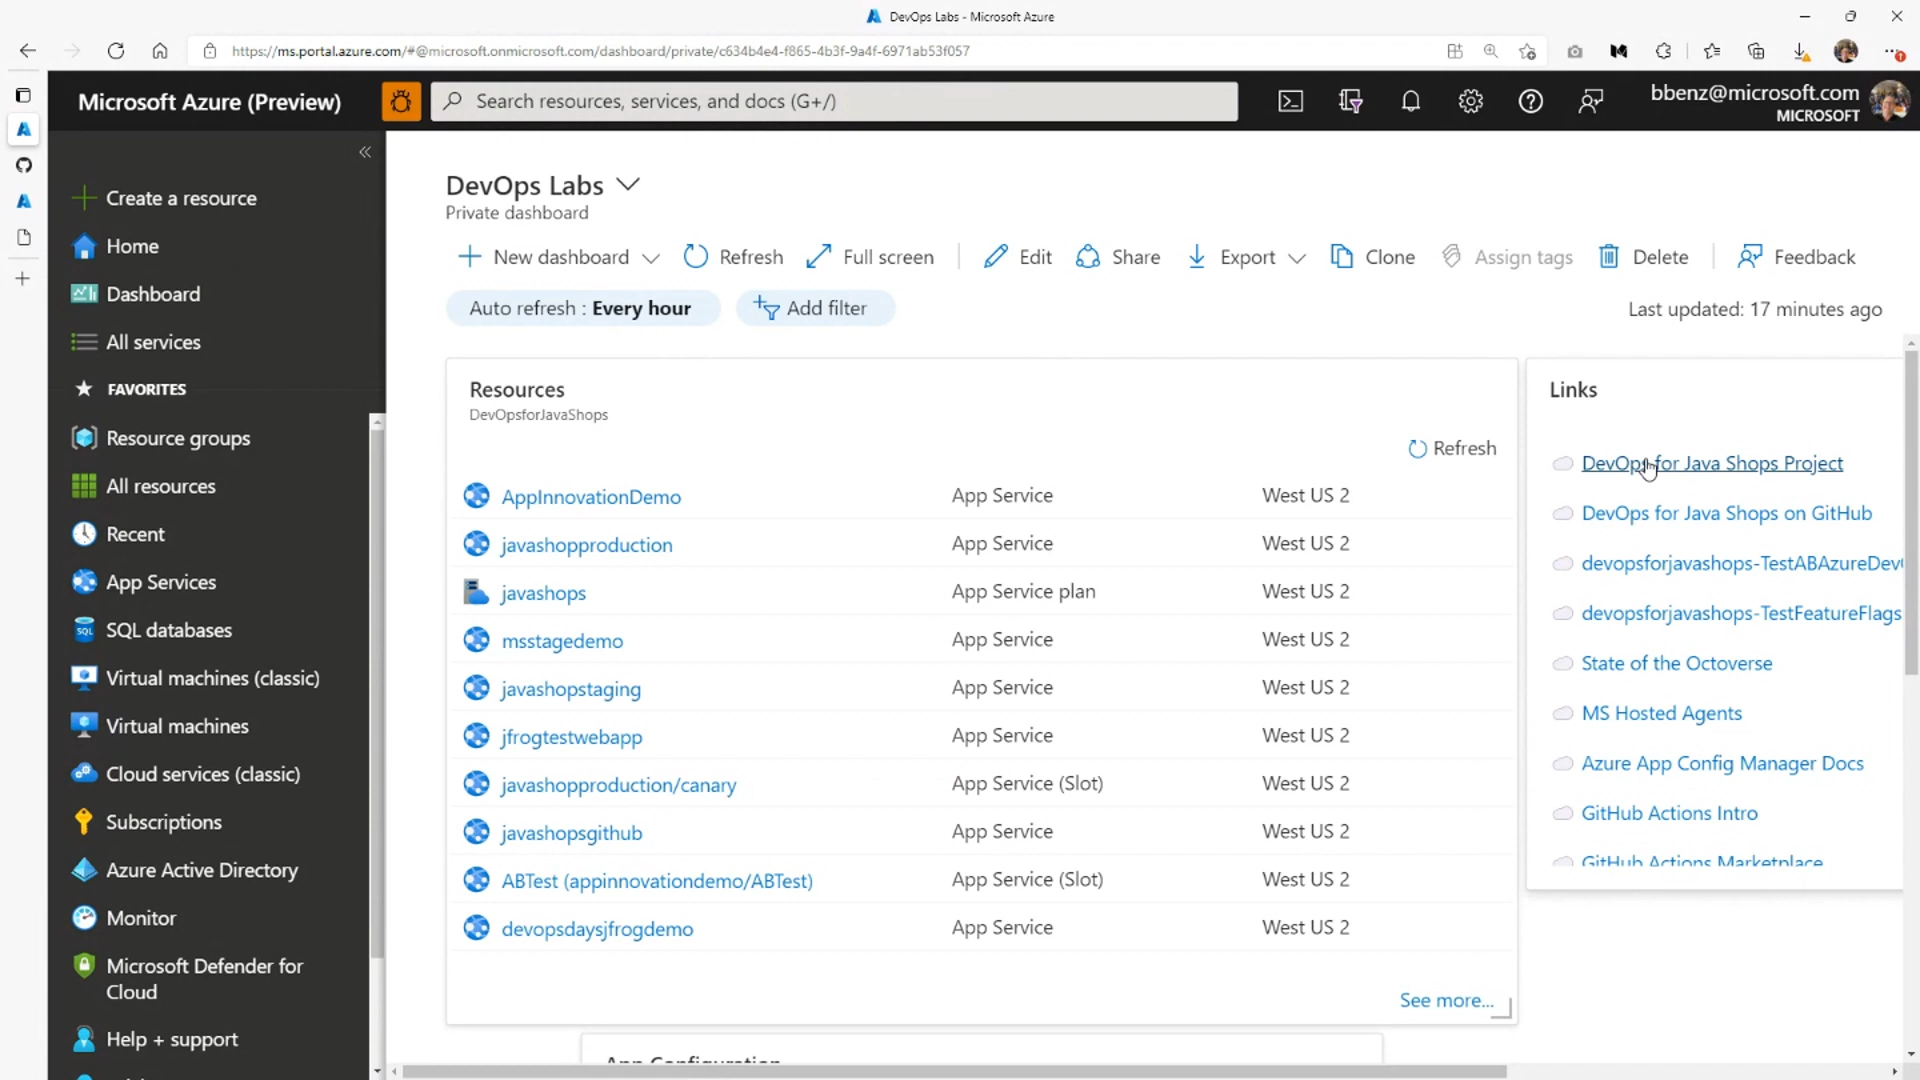 DevOps Labs - Microsoft Azure
https://ms.portal.azure.com/#@microsoft.onmicrosoft.com/dashboard/private/c634b4e4-f865-4b3f-9a4f-6971ab53f057
Microsoft Azure (Preview)
Search resources, services, and docs (G+/)
bbenz@microsoft.com
MICROSOFT
Create a resource
Home
Dashboard
All services
FAVORITES
Resource groups
All resources
Recent
App Services
SQL databases
Virtual machines (classic)
Virtual machines
Cloud services (classic)
Subscriptions
Azure Active Directory
Monitor
Microsoft Defender for
Cloud
Help + support
DevOps Labs
Private dashboard
New dashboard Refresh Full screen Edit Share Export Clone Assign tags Delete Feedback
Auto refresh : Every hour Add filter
Last updated: 17 minutes ago
Resources
DevOpsforJavaShops
Refresh
AppInnovationDemo App Service West US 2
javashopproduction App Service West US 2
javashops App Service plan West US 2
msstagedemo App Service West US 2
javashopstaging App Service West US 2
jfrogtestwebapp App Service West US 2
javashopproduction/canary App Service (Slot) West US 2
javashopsgithub App Service West US 2
ABTest (appinnovationdemo/ABTest) App Service (Slot) West US 2
devopsdaysjfrogdemo App Service West US 2
See more...
App Configuration
Links
DevOps for Java Shops Project
DevOps for Java Shops on GitHub
devopsforjavashops-TestABAzureDev
devopsforjavashops-TestFeatureFlags
State of the Octoverse
MS Hosted Agents
Azure App Config Manager Docs
GitHub Actions Intro
GitHub Actions Marketplace